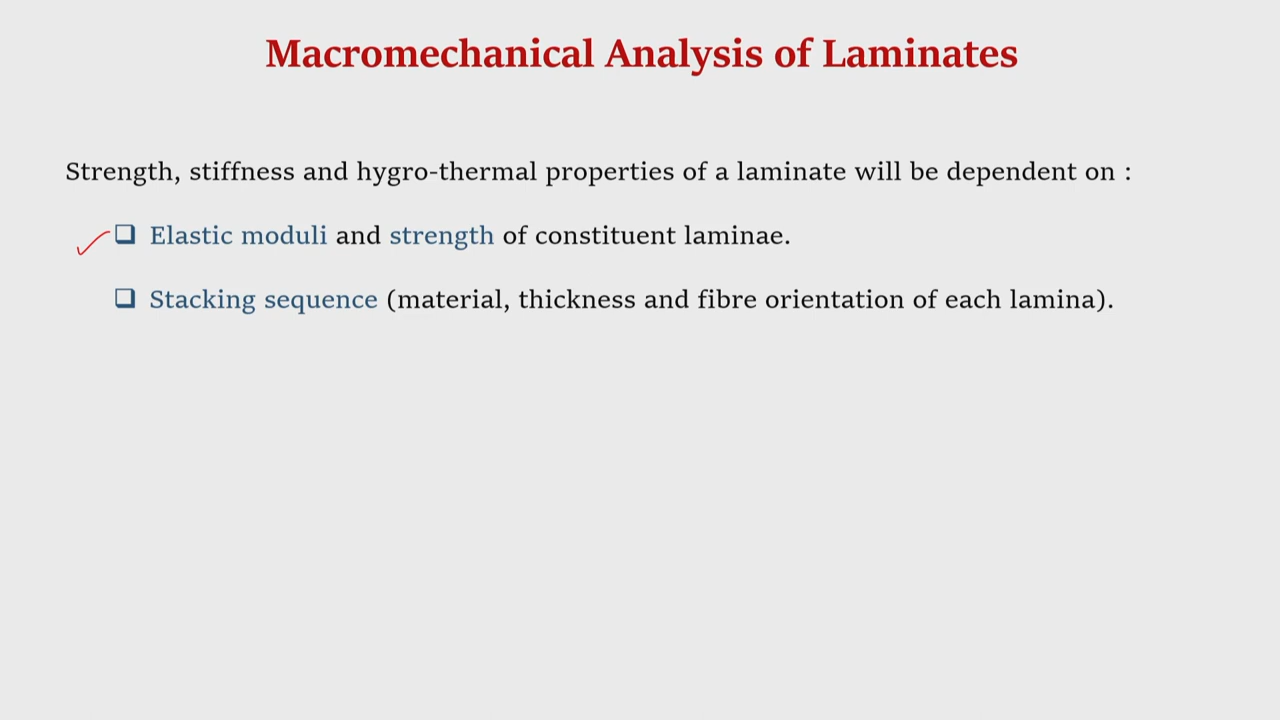 Macromechanical Analysis of Laminates
Strength, stiffness and hygro-thermal properties of a laminate will be dependent on :
❑ Elastic moduli and strength of constituent laminae.
❑ Stacking sequence (material, thickness and fibre orientation of each lamina).